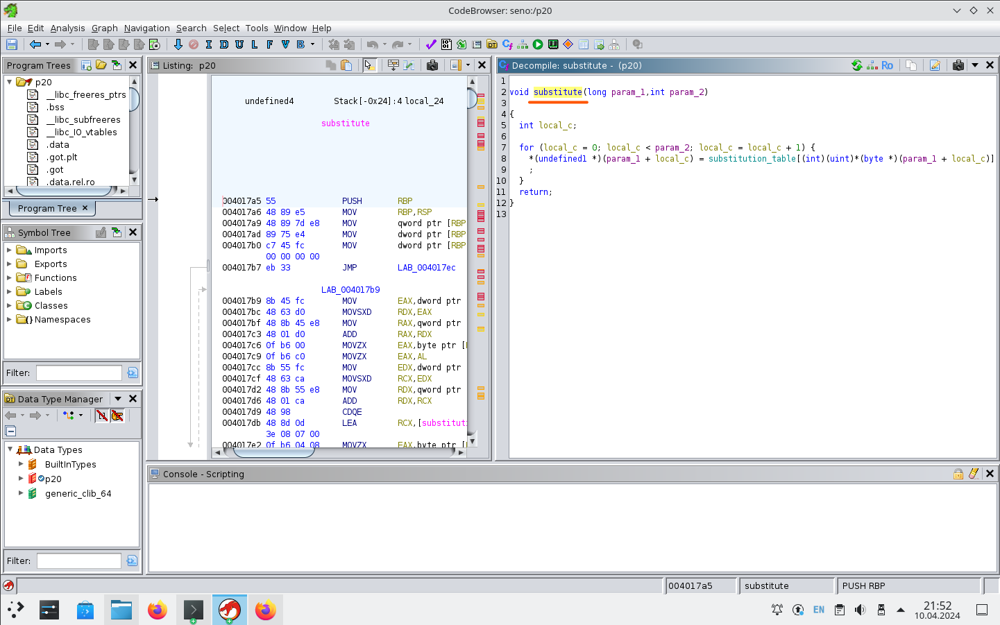 CodeBrowser: seno:/p20
File Edit Analysis Graph Navigation Search Select Tools Window Help
I D U L F V B
Program Trees
p20
__libc_freeres_ptrs
.bss
__libc_subfreeres
__libc_IO_vtables
.data
.got.plt
.got
.data.rel.ro
Program Tree ×
Symbol Tree
Imports
Exports
Functions
Labels
Classes
Namespaces
Filter:
Data Type Manager
Data Types
BuiltInTypes
p20
generic_clib_64
Filter:
Listing: p20
undefined4 Stack[-0x24]:4 local_24
substitute
004017a5 55 PUSH RBP
004017a6 48 89 e5 MOV RBP,RSP
004017a9 48 89 7d e8 MOV qword ptr [RBP
004017ad 89 75 e4 MOV dword ptr [RBP
004017b0 c7 45 fc MOV dword ptr [RBP
00 00 00 00
004017b7 eb 33 JMP LAB_004017ec
LAB_004017b9
004017b9 8b 45 fc MOV EAX,dword ptr
004017bc 48 63 d0 MOVSXD RDX,EAX
004017bf 48 8b 45 e8 MOV RAX,qword ptr
004017c3 48 01 d0 ADD RAX,RDX
004017c6 0f b6 00 MOVZX EAX,byte ptr [
004017c9 0f b6 c0 MOVZX EAX,AL
004017cc 8b 55 fc MOV EDX,dword ptr
004017cf 48 63 ca MOVSXD RCX,EDX
004017d2 48 8b 55 e8 MOV RDX,qword ptr
004017d6 48 01 ca ADD RDX,RCX
004017d9 48 98 CDQE
004017db 48 8d 0d LEA RCX,[substitut
3e 08 07 00
004017e2 0f b6 04 08 MOVZX EAX,byte ptr [
Decompile: substitute - (p20)
Ro
1
2 void substitute(long param_1,int param_2)
3
4 {
5 int local_c;
6
7 for (local_c = 0; local_c < param_2; local_c = local_c + 1) {
8 *(undefined1 *)(param_1 + local_c) = substitution_table[(int)(uint)*(byte *)(param_1 + local_c)]
9 ;
10 }
11 return;
12 }
13
Console - Scripting
004017a5 substitute PUSH RBP
EN
21:52
10.04.2024